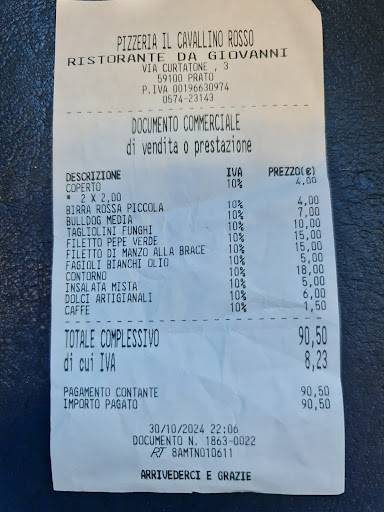 PIZZERIA IL CAVALLINO ROSSO
RISTORANTE DA GIOVANNI
VIA CURTATONE , 3
59100 PRATO
P.IVA 00196630974
0574-23143
DOCUMENTO COMMERCIALE
di vendita o prestazione
DESCRIZIONE IVA PREZZO(€)
COPERTO 10% 4,00
* 2 X 2,00
BIRRA ROSSA PICCOLA 10% 4,00
BULLDOG MEDIA 10% 7,00
TAGLIOLINI FUNGHI 10% 10,00
FILETTO PEPE VERDE 10% 15,00
FILETTO DI MANZO ALLA BRACE 10% 15,00
FAGIOLI BIANCHI OLIO 10% 5,00
CONTORNO 10% 18,00
INSALATA MISTA 10% 5,00
DOLCI ARTIGIANALI 10% 6,00
CAFFE 10% 1,50
TOTALE COMPLESSIVO 90,50
di cui IVA 8,23
PAGAMENTO CONTANTE 90,50
IMPORTO PAGATO 90,50
30/10/2024 22:06
DOCUMENTO N. 1863-0022
RT 8AMTN010611
ARRIVEDERCI E GRAZIE